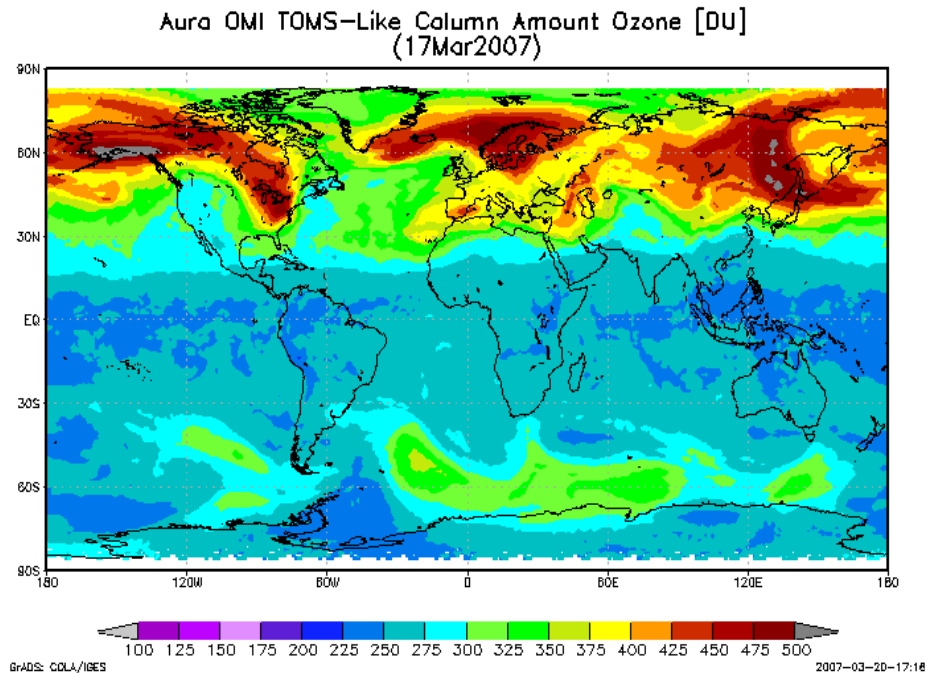 Aura OMI TOMS-Like Column Amount Ozone [DU]
(17Mar2007)
90N
60N
30N
EQ
30S
60S
90S
180 120W 60W 0 60E 120E 180
100 125 150 175 200 225 250 275 300 325 350 375 400 425 450 475 500
GrADS: COLA/IGES 2007-03-20-17:16